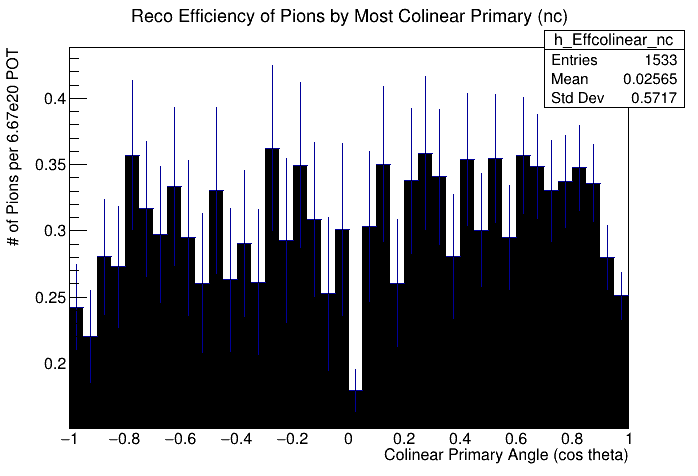 Reco Efficiency of Pions by Most Colinear Primary (nc)
h_Effcolinear_nc
Entries 1533
Mean 0.02565
Std Dev 0.5717
# of Pions per 6.67e20 POT
0.4
0.35
0.3
0.25
0.2
−1 −0.8 −0.6 −0.4 −0.2 0 0.2 0.4 0.6 0.8 1
Colinear Primary Angle (cos theta)